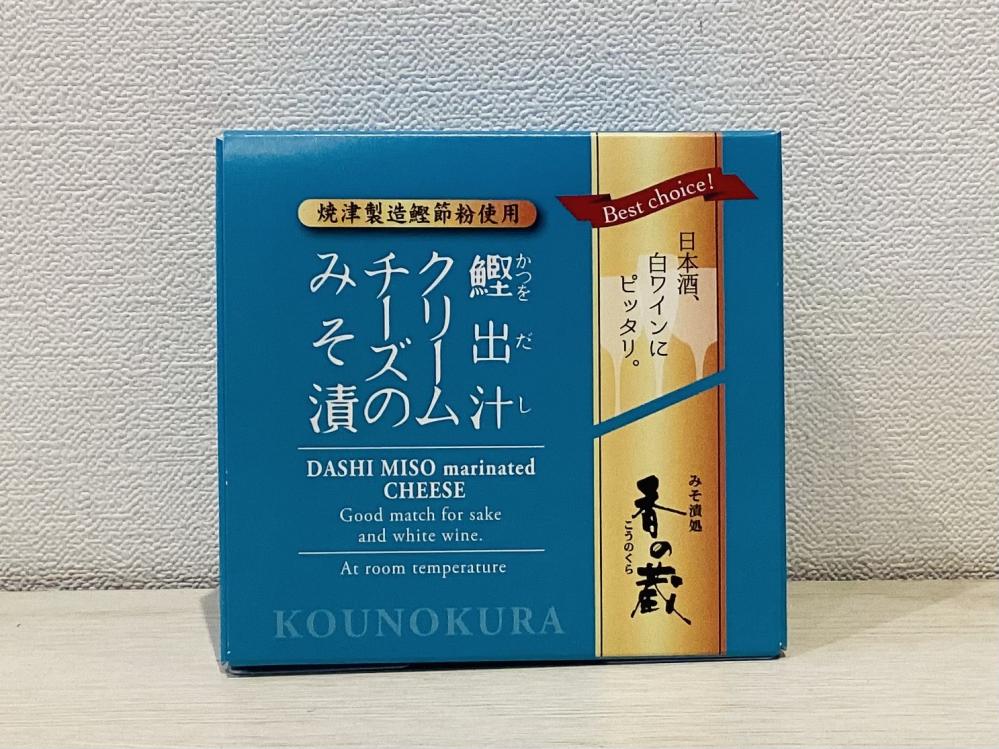 焼津製造鰹節粉使用
鰹出汁
かつをだし
クリーム
チーズの
みそ漬
DASHI MISO marinated
CHEESE
Good match for sake
and white wine.
At room temperature
KOUNOKURA
Best choice!
日本酒、
白ワインに
ピッタリ。
みそ漬処
香の蔵
こうのくら